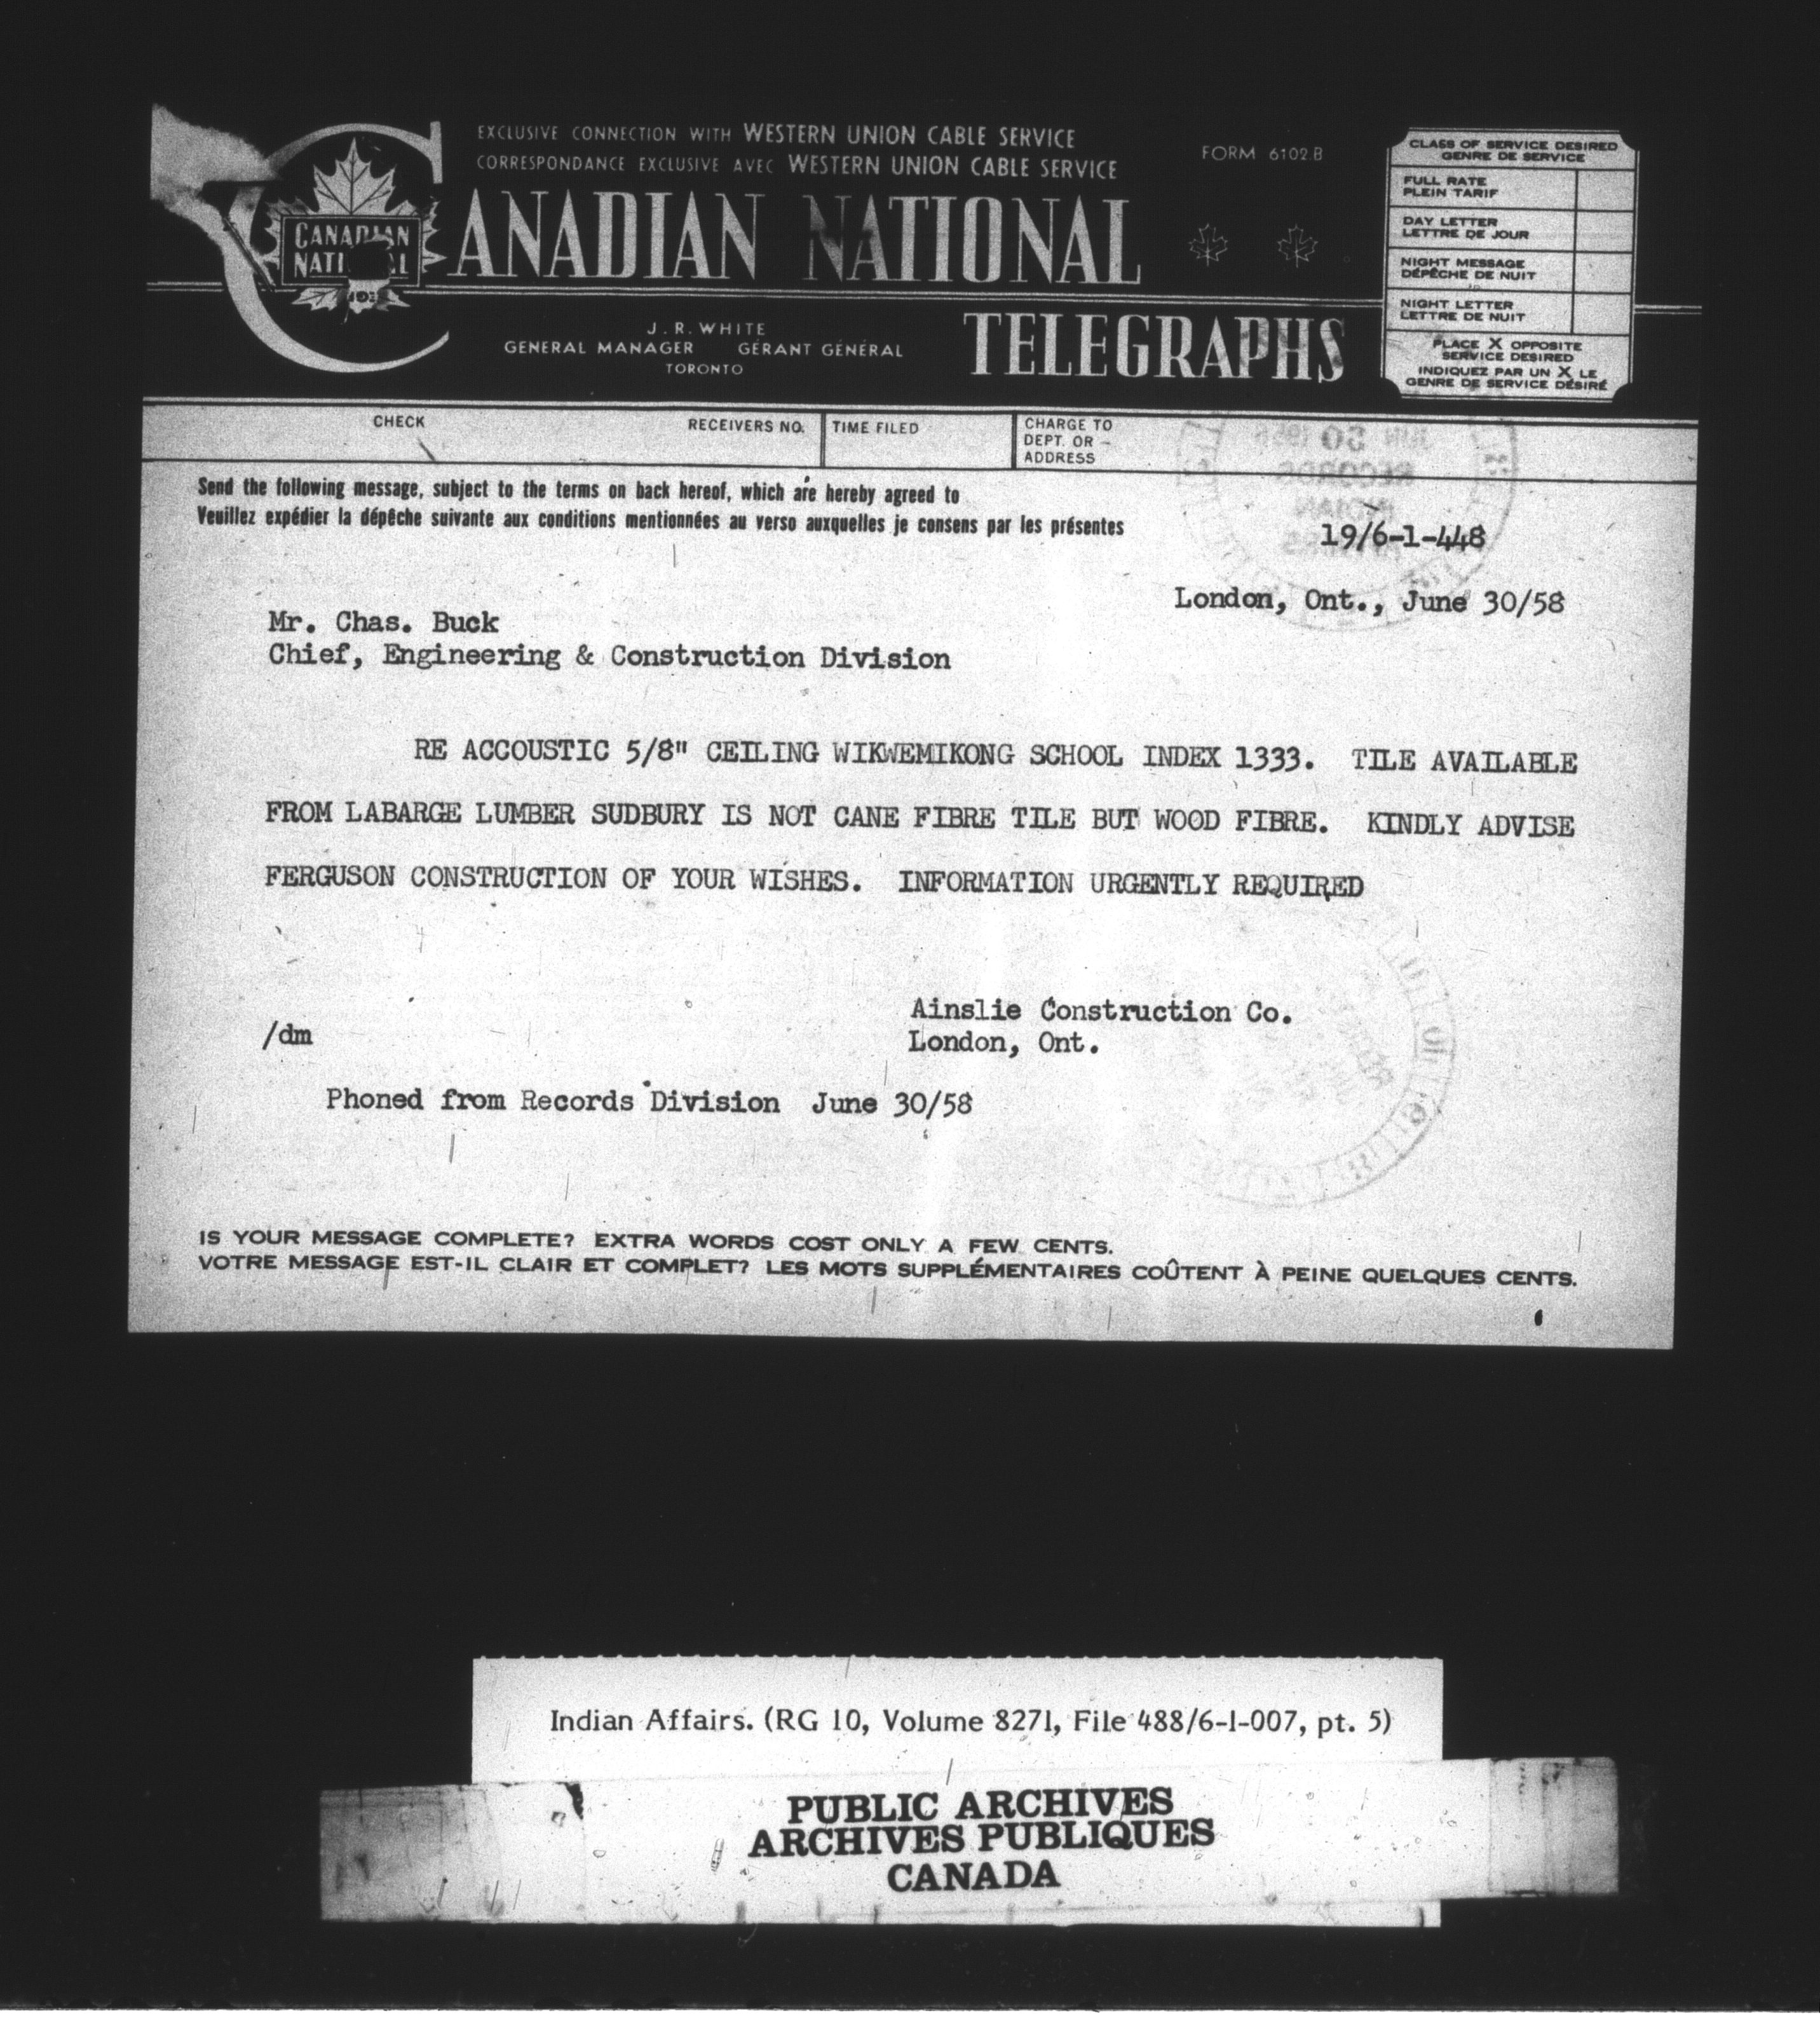 EXCLUSIVE CONNECTION WITH WESTERN UNION CABLE SERVICE
CORRESPONDANCE EXCLUSIVE AVEC WESTERN UNION CABLE SERVICE
FORM 6102.B
CANADIAN NATIONAL
CANADIAN
TELEGRAPHS
J. R. WHITE
GENERAL MANAGER GÉRANT GÉNÉRAL
TORONTO
CLASS OF SERVICE DESIRED
GENRE DE SERVICE
FULL RATE
PLEIN TARIF
DAY LETTER
LETTRE DE JOUR
NIGHT MESSAGE
DÉPÊCHE DE NUIT
NIGHT LETTER
LETTRE DE NUIT
PLACE X OPPOSITE
SERVICE DESIRED
INDIQUEZ PAR UN X LE
GENRE DE SERVICE DÉSIRÉ
CHECK
RECEIVERS NO.
TIME FILED
CHARGE TO
DEPT. OR
ADDRESS
Send the following message, subject to the terms on back hereof, which are hereby agreed to
Veuillez expédier la dépêche suivante aux conditions mentionnées au verso auxquelles je consens par les présentes
19/6-1-448
London, Ont., June 30/58
Mr. Chas. Buck
Chief, Engineering & Construction Division
RE ACCOUSTIC 5/8" CEILING WIKWEMIKONG SCHOOL INDEX 1333. TILE AVAILABLE
FROM LABARGE LUMBER SUDBURY IS NOT CANE FIBRE TILE BUT WOOD FIBRE. KINDLY ADVISE
FERGUSON CONSTRUCTION OF YOUR WISHES. INFORMATION URGENTLY REQUIRED
Ainslie Construction Co.
London, Ont.
/dm
Phoned from Records Division June 30/58
IS YOUR MESSAGE COMPLETE? EXTRA WORDS COST ONLY A FEW CENTS.
VOTRE MESSAGE EST-IL CLAIR ET COMPLET? LES MOTS SUPPLÉMENTAIRES COÛTENT À PEINE QUELQUES CENTS.
Indian Affairs. (RG 10, Volume 8271, File 488/6-1-007, pt. 5)
PUBLIC ARCHIVES
ARCHIVES PUBLIQUES
CANADA